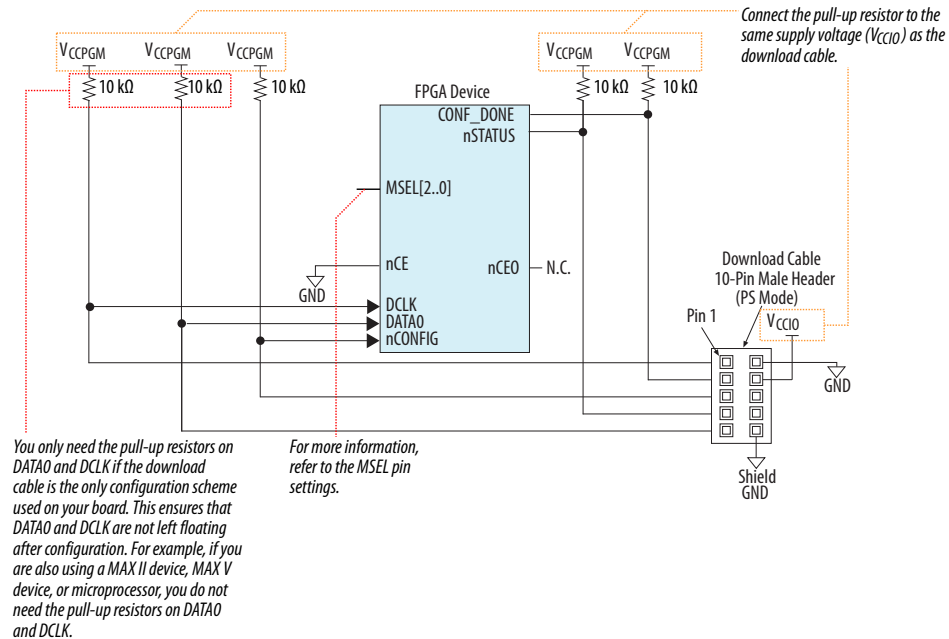 Connect the pull-up resistor to the
same supply voltage (VCCIO) as the
download cable.
VCCPGM VCCPGM VCCPGM
VCCPGM VCCPGM
10 kΩ 10 kΩ 10 kΩ
10 kΩ 10 kΩ
FPGA Device
CONF_DONE
nSTATUS
MSEL[2..0]
nCE
nCEO
N.C.
GND
DCLK
DATA0
nCONFIG
Download Cable
10-Pin Male Header
(PS Mode)
Pin 1
VCCIO
GND
Shield
GND
You only need the pull-up resistors on
DATA0 and DCLK if the download
cable is the only configuration scheme
used on your board. This ensures that
DATA0 and DCLK are not left floating
after configuration. For example, if you
are also using a MAX II device, MAX V
device, or microprocessor, you do not
need the pull-up resistors on DATA0
and DCLK.
For more information,
refer to the MSEL pin
settings.